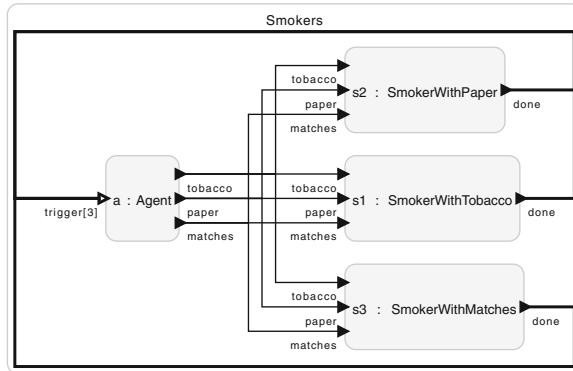 Smokers
tobacco
s2 : SmokerWithPaper
paper
done
matches
a : Agent
trigger[3]
tobacco
paper
matches
tobacco
s1 : SmokerWithTobacco
paper
done
matches
tobacco
s3 : SmokerWithMatches
paper
done
matches